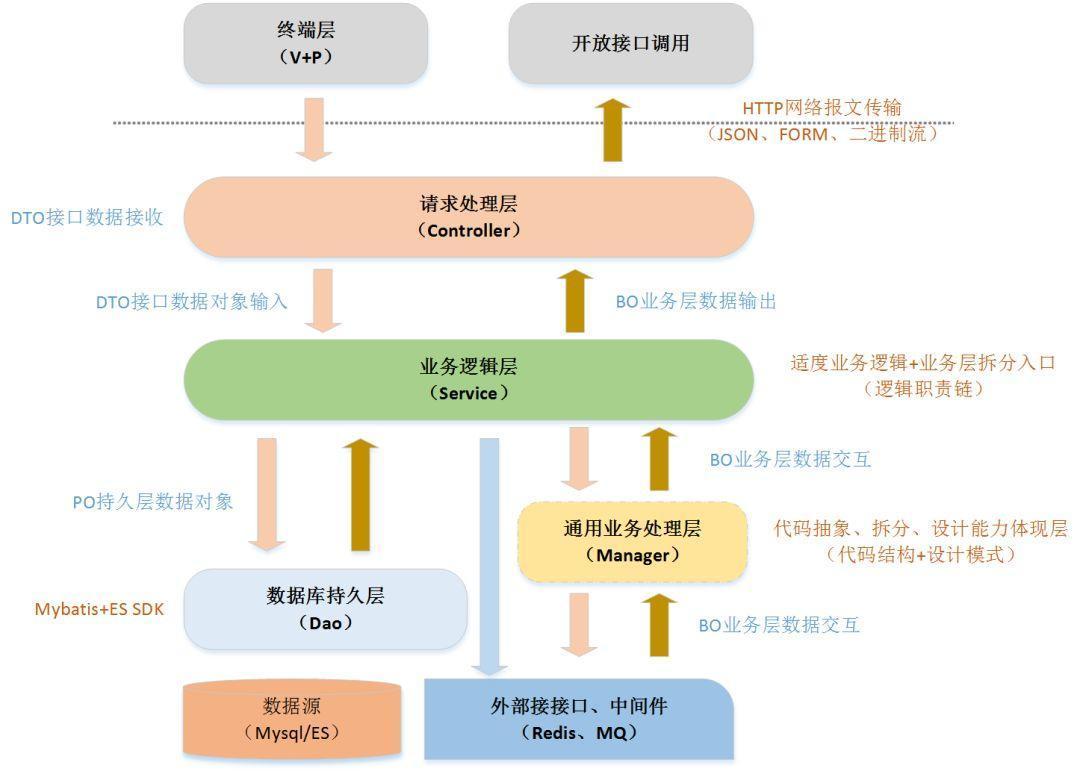 终端层
（V+P）
开放接口调用
HTTP网络报文传输
（JSON、FORM、二进制流）
请求处理层
（Controller）
DTO接口数据接收
DTO接口数据对象输入
BO业务层数据输出
业务逻辑层
（Service）
适度业务逻辑+业务层拆分入口
（逻辑职责链）
BO业务层数据交互
PO持久层数据对象
通用业务处理层
（Manager）
代码抽象、拆分、设计能力体现层
（代码结构+设计模式）
数据库持久层
（Dao）
Mybatis+ES SDK
BO业务层数据交互
数据源
（Mysql/ES）
外部接接口、中间件
（Redis、MQ）